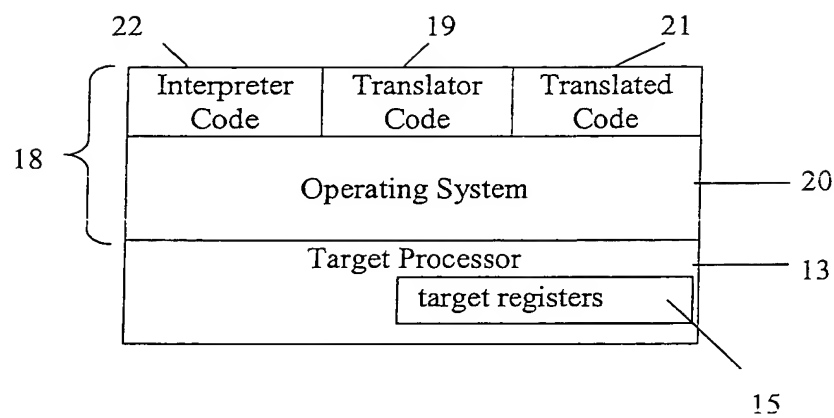 22 19 21
Interpreter Code
Translator Code
Translated Code
18
Operating System
20
Target Processor
13
target registers
15